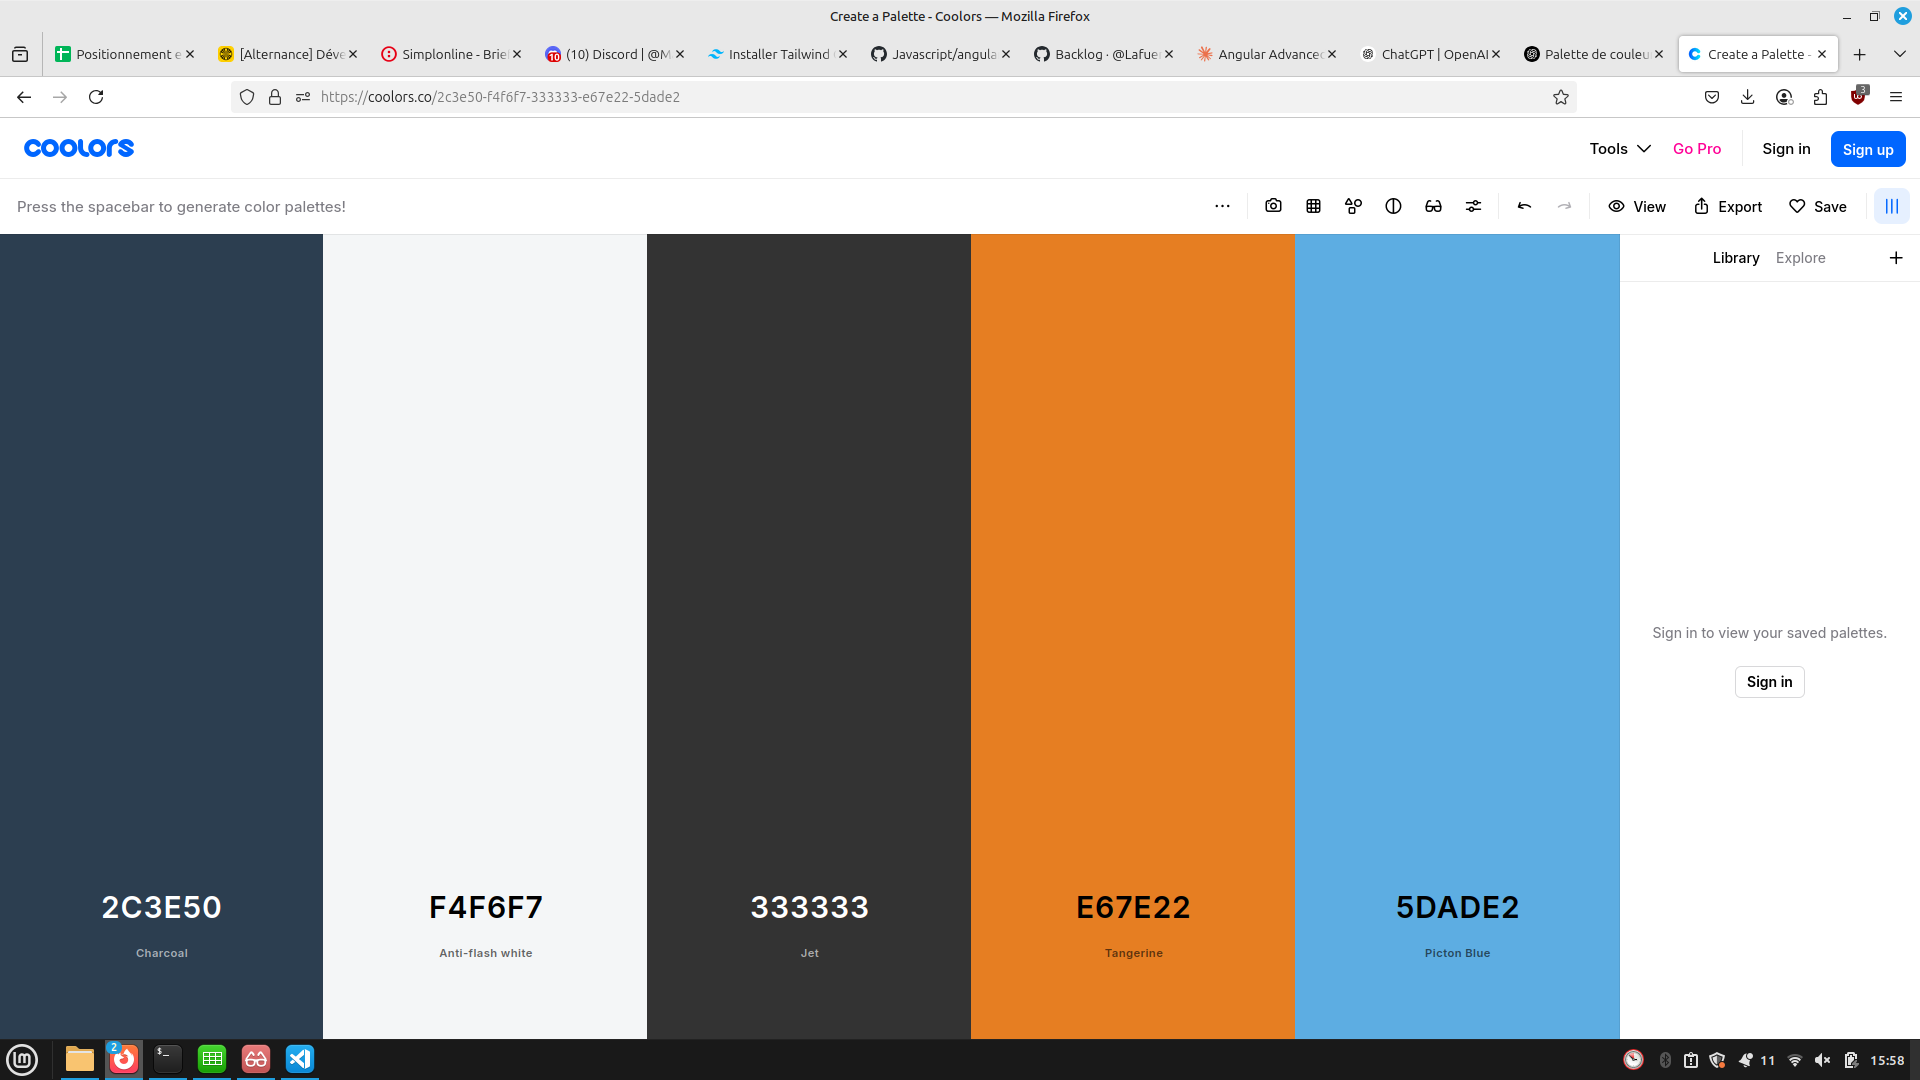 Create a Palette - Coolors — Mozilla Firefox
Positionnement e
[Alternance] Déve
Simplonline - Brie
(10) Discord | @M
Installer Tailwind
Javascript/angula
Backlog · @Lafue
Angular Advanced
ChatGPT | OpenAI
Palette de couleu
Create a Palette -
https://coolors.co/2c3e50-f4f6f7-333333-e67e22-5dade2
3
coolors
Tools
Go Pro
Sign in
Sign up
Press the spacebar to generate color palettes!
View
Export
Save
Library
Explore
Sign in to view your saved palettes.
Sign in
2C3E50
F4F6F7
333333
E67E22
5DADE2
Charcoal
Anti-flash white
Jet
Tangerine
Picton Blue
2
$_
11
15:58